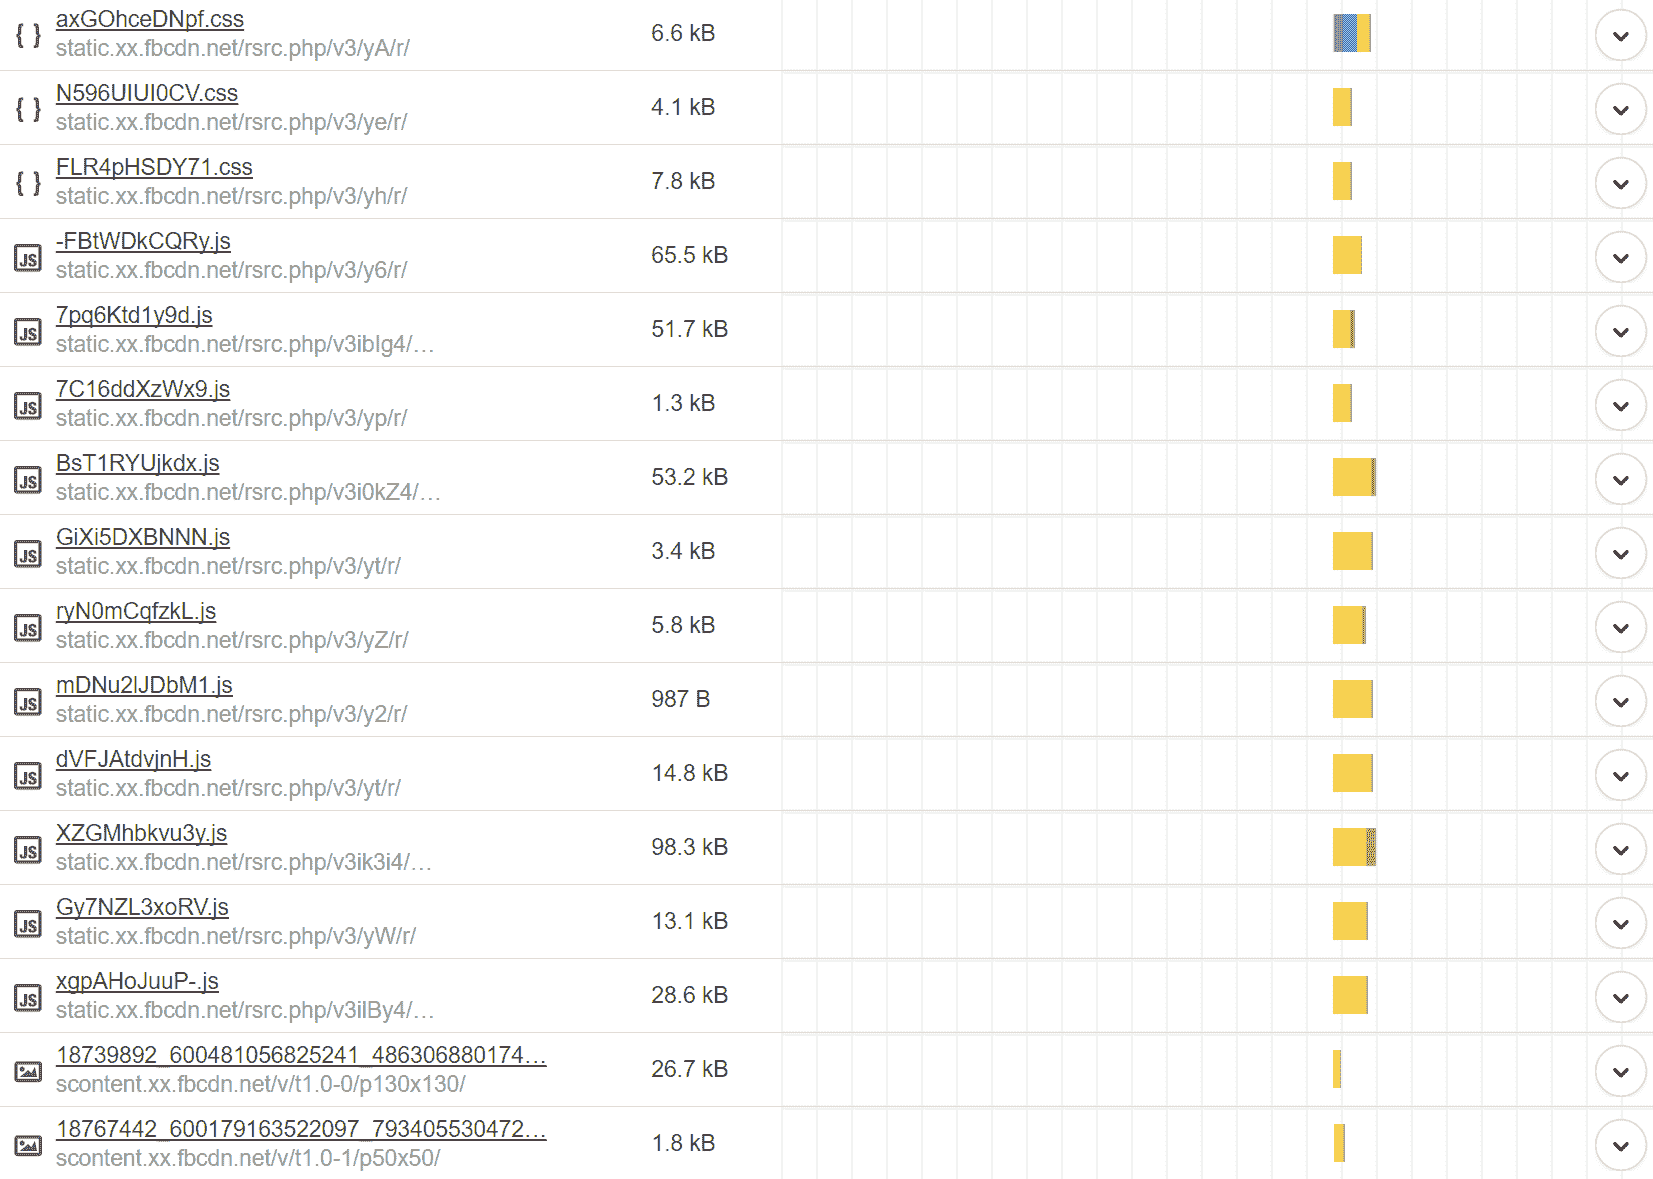 axGOhceDNpf.css
static.xx.fbcdn.net/rsrc.php/v3/yA/r/
6.6 kB
N596UIUI0CV.css
static.xx.fbcdn.net/rsrc.php/v3/ye/r/
4.1 kB
FLR4pHSDY71.css
static.xx.fbcdn.net/rsrc.php/v3/yh/r/
7.8 kB
JS
-FBtWDkCQRy.js
static.xx.fbcdn.net/rsrc.php/v3/y6/r/
65.5 kB
JS
7pq6Ktd1y9d.js
static.xx.fbcdn.net/rsrc.php/v3ibIg4/…
51.7 kB
JS
7C16ddXzWx9.js
static.xx.fbcdn.net/rsrc.php/v3/yp/r/
1.3 kB
JS
BsT1RYUjkdx.js
static.xx.fbcdn.net/rsrc.php/v3i0kZ4/…
53.2 kB
JS
GiXi5DXBNNN.js
static.xx.fbcdn.net/rsrc.php/v3/yt/r/
3.4 kB
JS
ryN0mCqfzkL.js
static.xx.fbcdn.net/rsrc.php/v3/yZ/r/
5.8 kB
JS
mDNu2lJDbM1.js
static.xx.fbcdn.net/rsrc.php/v3/y2/r/
987 B
JS
dVFJAtdvjnH.js
static.xx.fbcdn.net/rsrc.php/v3/yt/r/
14.8 kB
JS
XZGMhbkvu3y.js
static.xx.fbcdn.net/rsrc.php/v3ik3i4/…
98.3 kB
JS
Gy7NZL3xoRV.js
static.xx.fbcdn.net/rsrc.php/v3/yW/r/
13.1 kB
JS
xgpAHoJuuP-.js
static.xx.fbcdn.net/rsrc.php/v3ilBy4/…
28.6 kB
18739892_600481056825241_486306880174…
scontent.xx.fbcdn.net/v/t1.0-0/p130x130/
26.7 kB
18767442_600179163522097_793405530472…
scontent.xx.fbcdn.net/v/t1.0-1/p50x50/
1.8 kB